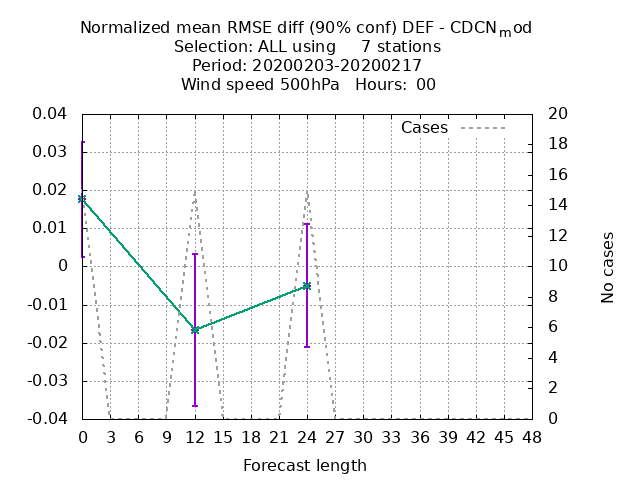 Normalized mean RMSE diff (90% conf) DEF - CDCNmod
Selection: ALL using 7 stations
Period: 20200203-20200217
Wind speed 500hPa Hours: 00
0.04 20
Cases
0.03 18
16
0.02 14
0.01 12
0 10
-0.01 8
-0.02 6
4
-0.03 2
-0.04 0
No cases
0 3 6 9 12 15 18 21 24 27 30 33 36 39 42 45 48
Forecast length